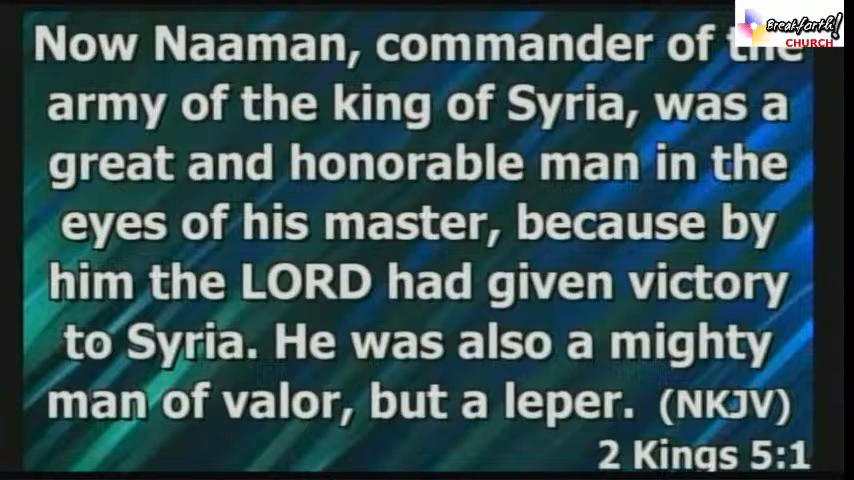 Breakforth!
CHURCH
Now Naaman, commander of the
army of the king of Syria, was a
great and honorable man in the
eyes of his master, because by
him the LORD had given victory
to Syria. He was also a mighty
man of valor, but a leper. (NKJV)
2 Kings 5:1